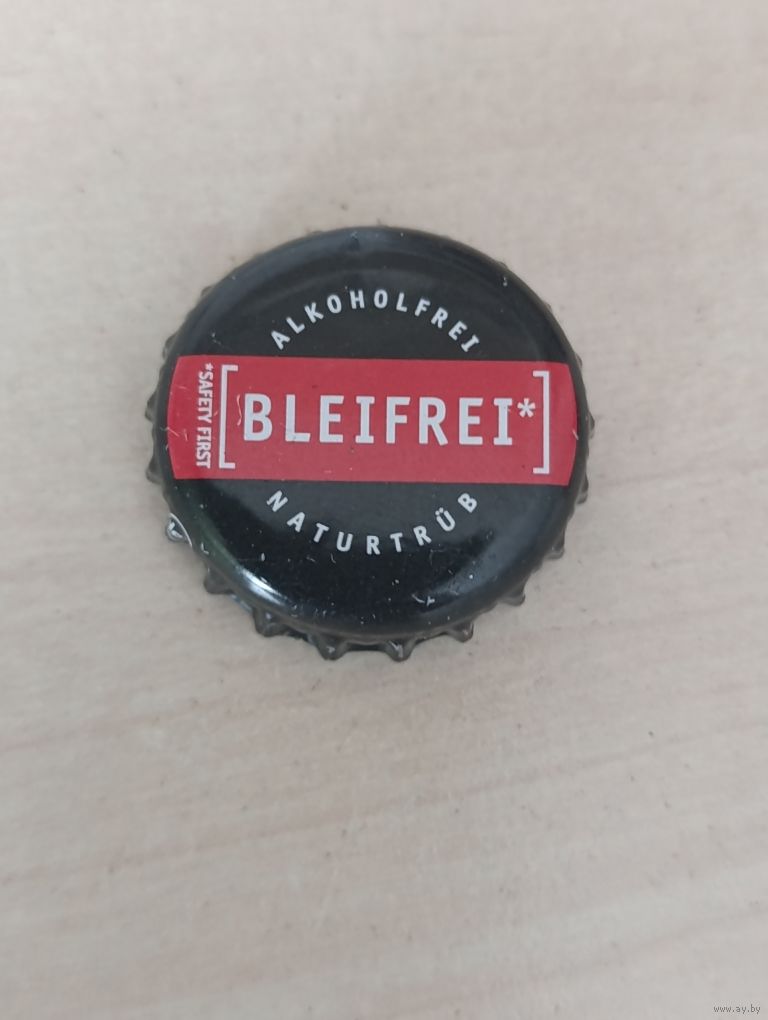 ALKOHOLFREI
*SAFETY FIRST
[BLEIFREI*]
NATURTRÜB
www.ay.by